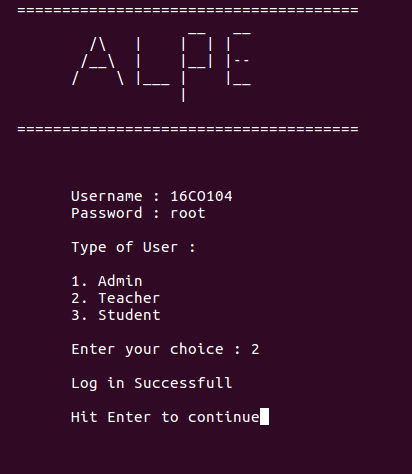 ======================================
ALPE
======================================
Username : 16CO104
Password : root
Type of User :
1. Admin
2. Teacher
3. Student
Enter your choice : 2
Log in Successfull
Hit Enter to continue